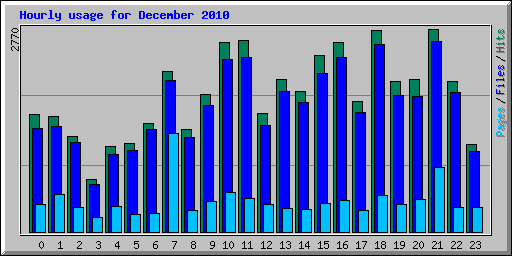 Hourly usage for December 2010
2770
Pages / Files / Hits
0 1 2 3 4 5 6 7 8 9 10 11 12 13 14 15 16 17 18 19 20 21 22 23